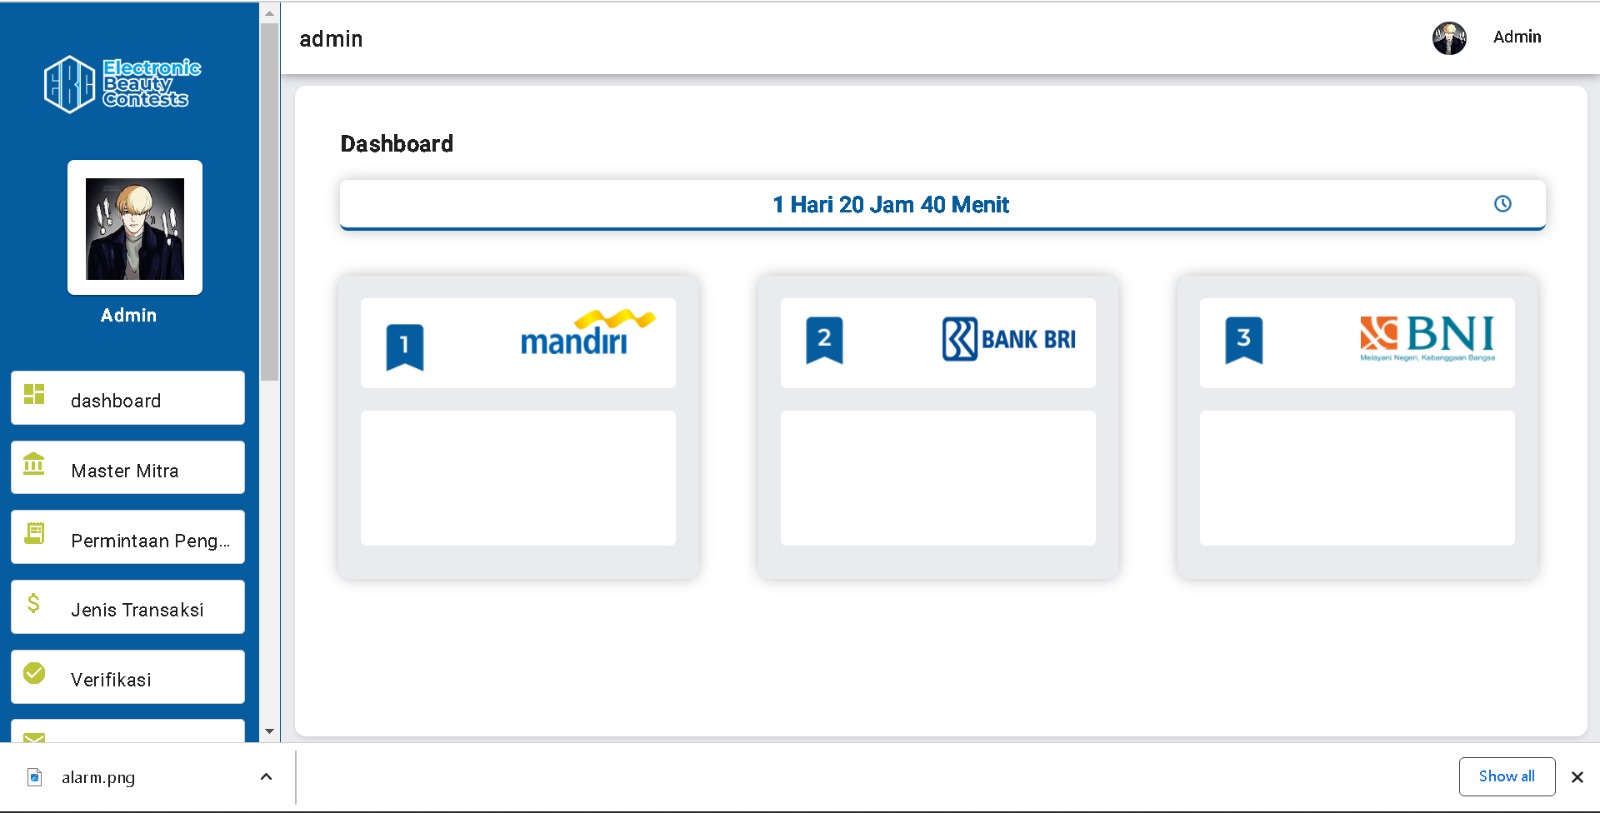 EBC
Electronic
Beauty
Contests
Admin
dashboard
Master Mitra
Permintaan Peng...
Jenis Transaksi
Verifikasi
admin
Admin
Dashboard
1 Hari 20 Jam 40 Menit
1
mandiri
2
BANK BRI
3
BNI
Melayani Negeri, Kebanggaan Bangsa
alarm.png
Show all